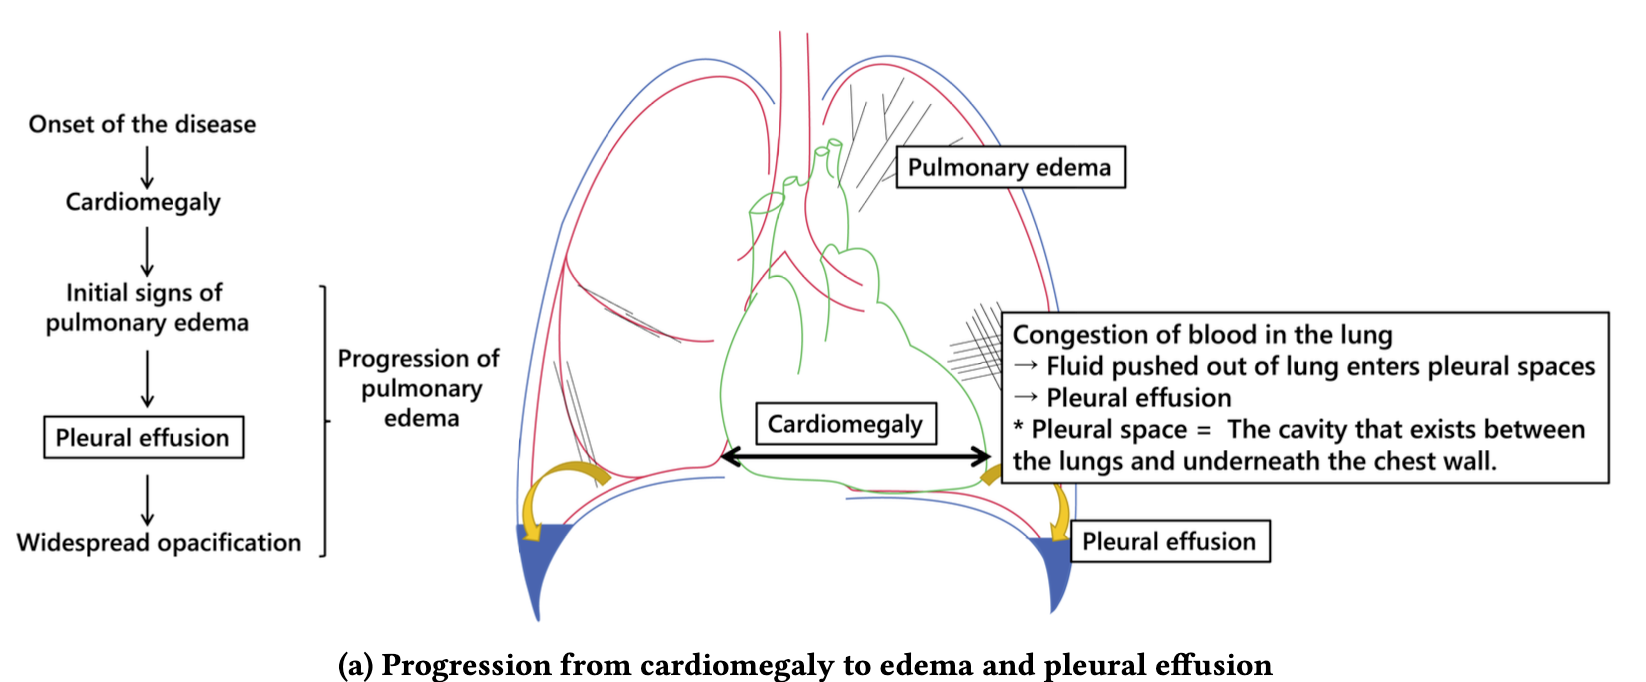 Onset of the disease
Cardiomegaly
Initial signs of
pulmonary edema
Pleural effusion
Widespread opacification
Progression of
pulmonary
edema
Pulmonary edema
Cardiomegaly
Congestion of blood in the lung
→ Fluid pushed out of lung enters pleural spaces
→ Pleural effusion
* Pleural space = The cavity that exists between
the lungs and underneath the chest wall.
Pleural effusion
(a) Progression from cardiomegaly to edema and pleural effusion